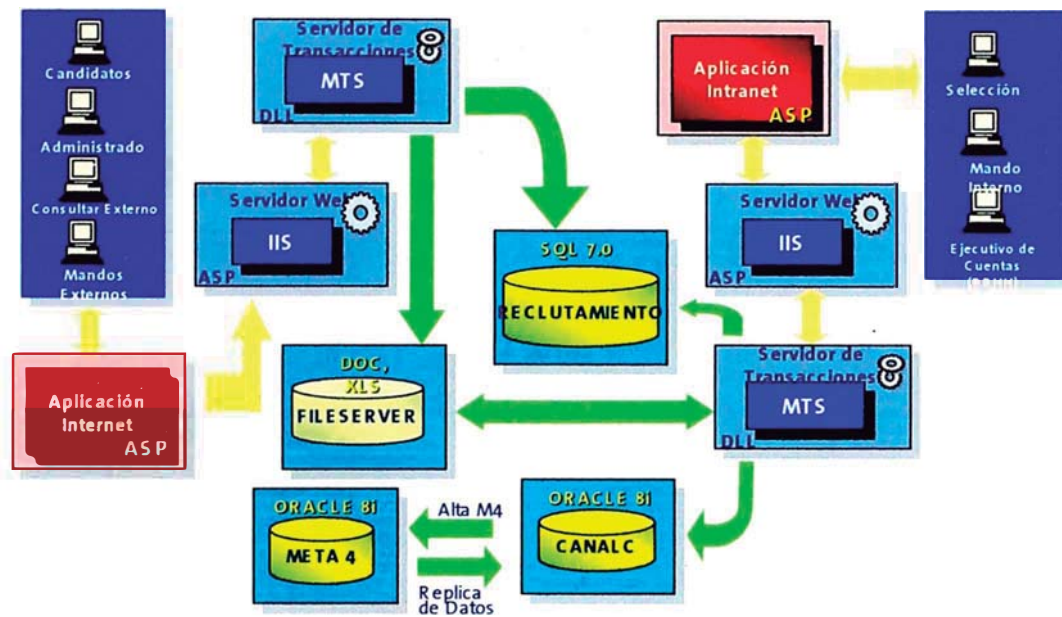 Candidatos
Administrado
Consultar Externo
Mandos
Externos
Aplicación
Internet
ASP
Servidor de
Transacciones
MTS
DLL
Servidor Web
IIS
ASP
SQL 7.0
RECLUTAMIENTO
DOC,
XLS
FILESERVER
ORACLE 8i
META 4
Alta M4
Replica
de Datos
ORACLE 8i
CANALC
Aplicación
Intranet
ASP
Servidor Web
IIS
ASP
Servidor de
Transacciones
MTS
DLL
Selección
Mando
Interno
Ejecutivo de
Cuentas